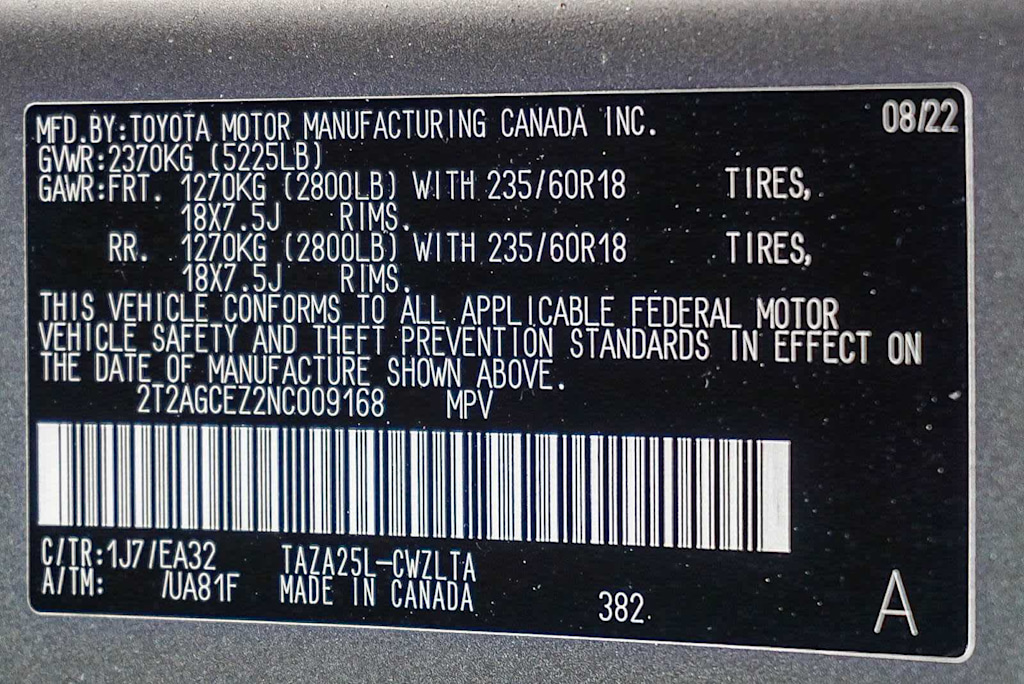 08/22
MFD.BY:TOYOTA MOTOR MANUFACTURING CANADA INC.
GVWR:2370KG (5225LB)
GAWR:FRT. 1270KG (2800LB) WITH 235/60R18 TIRES,
18X7.5J RIMS.
RR. 1270KG (2800LB) WITH 235/60R18 TIRES,
18X7.5J RIMS.
THIS VEHICLE CONFORMS TO ALL APPLICABLE FEDERAL MOTOR
VEHICLE SAFETY AND THEFT PREVENTION STANDARDS IN EFFECT ON
THE DATE OF MANUFACTURE SHOWN ABOVE.
2T2AGCEZ2NC009168 MPV
C/TR:1J7/EA32 TAZA25L-CWZLTA
A/TM: /UA81F MADE IN CANADA
382
A